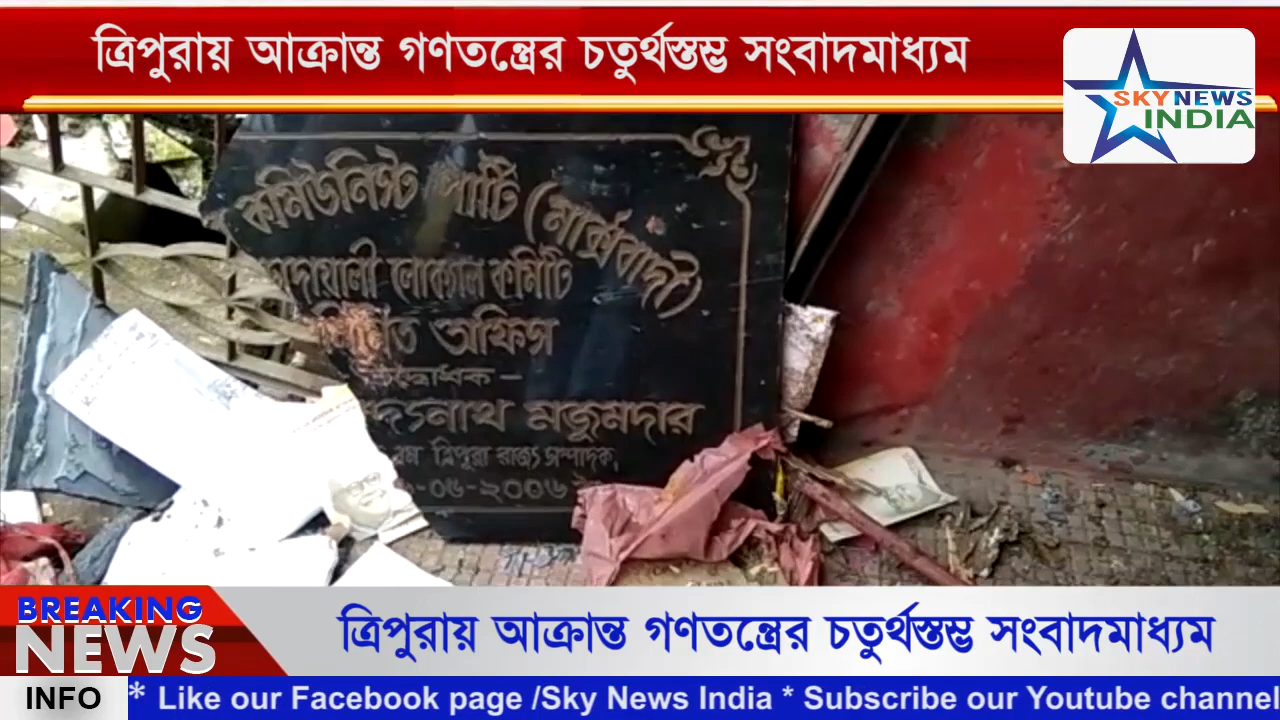 ত্রিপুরায় আক্রান্ত গণতন্ত্রের চতুর্থস্তম্ভ সংবাদমাধ্যম
SKY NEWS
INDIA
কমিউনিস্ট পার্টি (মার্ক্সবাদী)
লোক্যাল কমিটি
অফিস
মজুমদার
ত্রিপুরা রাজ্য সম্পাদক,
BREAKING
NEWS
ত্রিপুরায় আক্রান্ত গণতন্ত্রের চতুর্থস্তম্ভ সংবাদমাধ্যম
INFO
* Like our Facebook page /Sky News India * Subscribe our Youtube channel